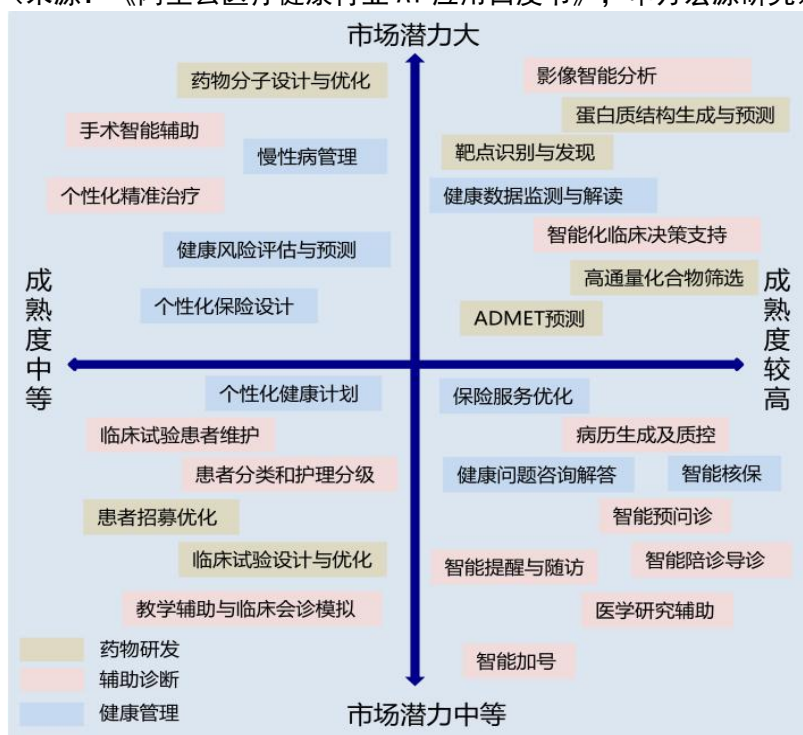 市场潜力大
药物分子设计与优化
影像智能分析
蛋白质结构生成与预测
手术智能辅助
慢性病管理
靶点识别与发现
个性化精准治疗
健康数据监测与解读
智能化临床决策支持
健康风险评估与预测
高通量化合物筛选
个性化保险设计
ADMET预测
成熟度中等
成熟度较高
个性化健康计划
保险服务优化
临床试验患者维护
病历生成及质控
患者分类和护理分级
健康问题咨询解答
智能核保
患者招募优化
智能预问诊
临床试验设计与优化
智能提醒与随访
智能陪诊导诊
教学辅助与临床会诊模拟
医学研究辅助
药物研发
智能加号
辅助诊断
健康管理
市场潜力中等